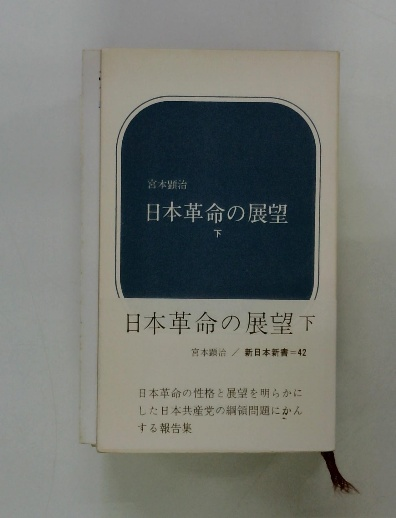 宮本顕治
日本革命の展望
下
日本革命の展望 下
宮本顕治 / 新日本新書=42
日本革命の性格と展望を明らかに
した日本共産党の綱領問題にかん
する報告集